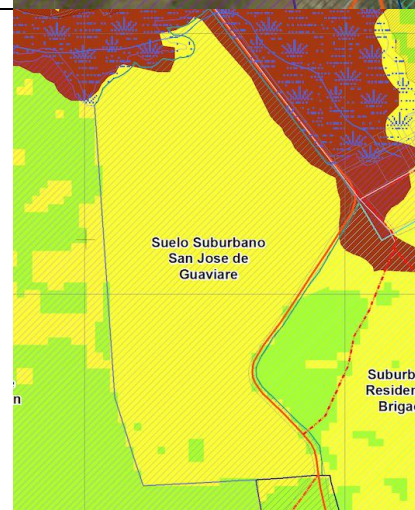 Suelo Suburbano
San Jose de
Guaviare
Suburb
Residen
Brigad
n